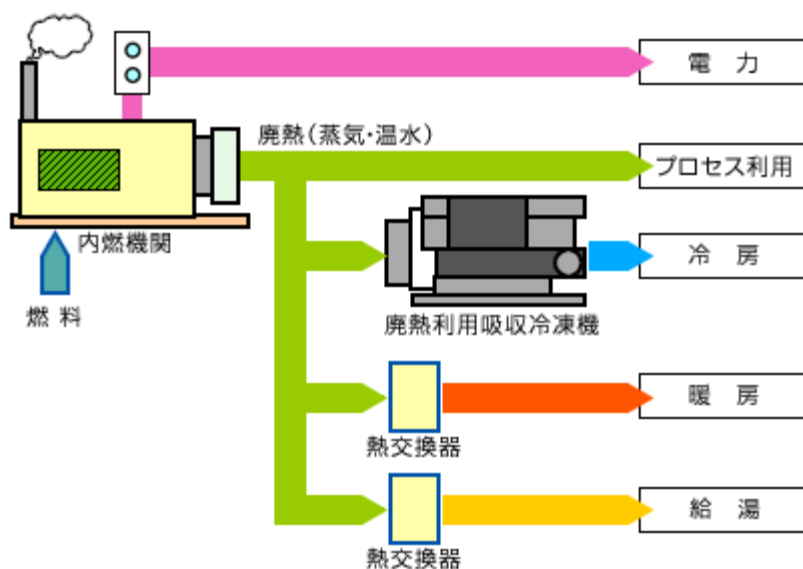 電 力
廃熱(蒸気・温水)
プロセス利用
内燃機関
冷 房
燃 料
廃熱利用吸収冷凍機
暖 房
熱交換器
給 湯
熱交換器